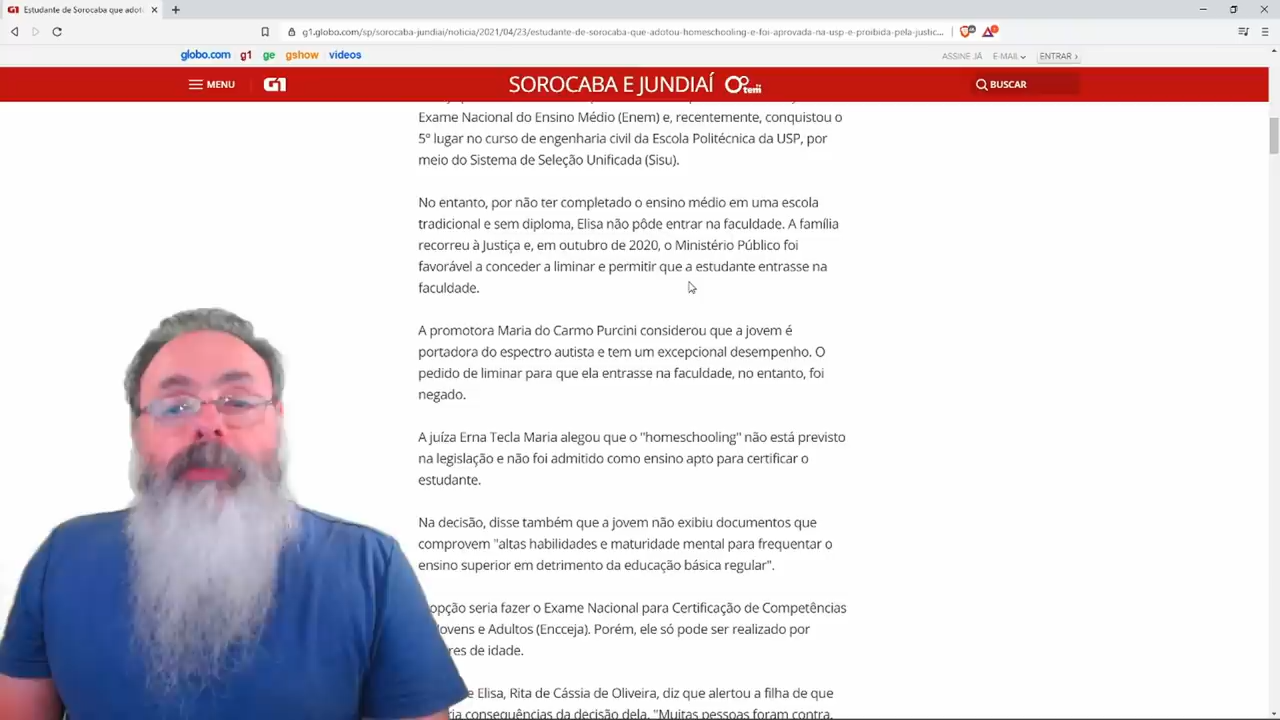 G1 Estudante de Sorocaba que adot
g1.globo.com/sp/sorocaba-jundiai/noticia/2021/04/23/estudante-de-sorocaba-que-adotou-homeschooling-e-foi-aprovada-na-usp-e-proibida-pela-justic...
globo.com g1 ge gshow videos
ASSINE JÁ E-MAIL ENTRAR ›
MENU G1 SOROCABA E JUNDIAÍ tem BUSCAR
Exame Nacional do Ensino Médio (Enem) e, recentemente, conquistou o
5º lugar no curso de engenharia civil da Escola Politécnica da USP, por
meio do Sistema de Seleção Unificada (Sisu).
No entanto, por não ter completado o ensino médio em uma escola
tradicional e sem diploma, Elisa não pôde entrar na faculdade. A família
recorreu à Justiça e, em outubro de 2020, o Ministério Público foi
favorável a conceder a liminar e permitir que a estudante entrasse na
faculdade.
A promotora Maria do Carmo Purcini considerou que a jovem é
portadora do espectro autista e tem um excepcional desempenho. O
pedido de liminar para que ela entrasse na faculdade, no entanto, foi
negado.
A juíza Erna Tecla Maria alegou que o "homeschooling" não está previsto
na legislação e não foi admitido como ensino apto para certificar o
estudante.
Na decisão, disse também que a jovem não exibiu documentos que
comprovem "altas habilidades e maturidade mental para frequentar o
ensino superior em detrimento da educação básica regular".
opção seria fazer o Exame Nacional para Certificação de Competências
Jovens e Adultos (Encceja). Porém, ele só pode ser realizado por
res de idade.
e Elisa, Rita de Cássia de Oliveira, diz que alertou a filha de que
ria consequências da decisão dela. "Muitas pessoas foram contra,